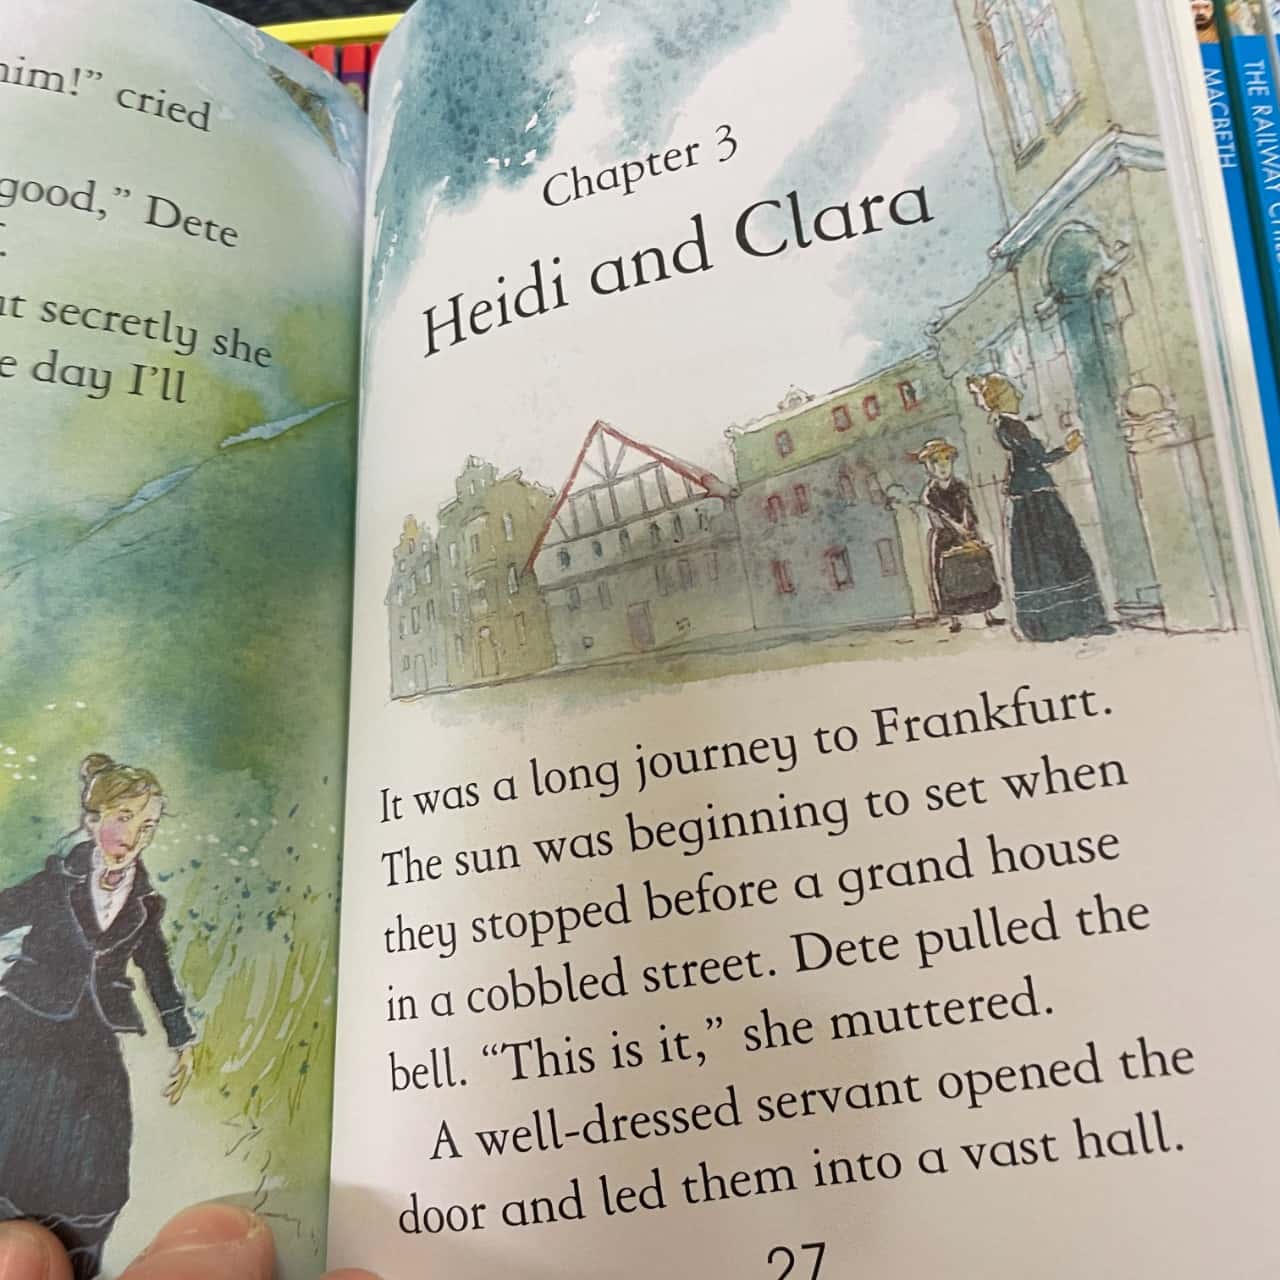 him!" cried
good," Dete
secretly she
day I'll
Chapter 3
Heidi and Clara
It was a long journey to Frankfurt.
The sun was beginning to set when
they stopped before a grand house
in a cobbled street. Dete pulled the
bell. "This is it," she muttered.
A well-dressed servant opened the
door and led them into a vast hall.
27
MACBETH
THE RAILWAY